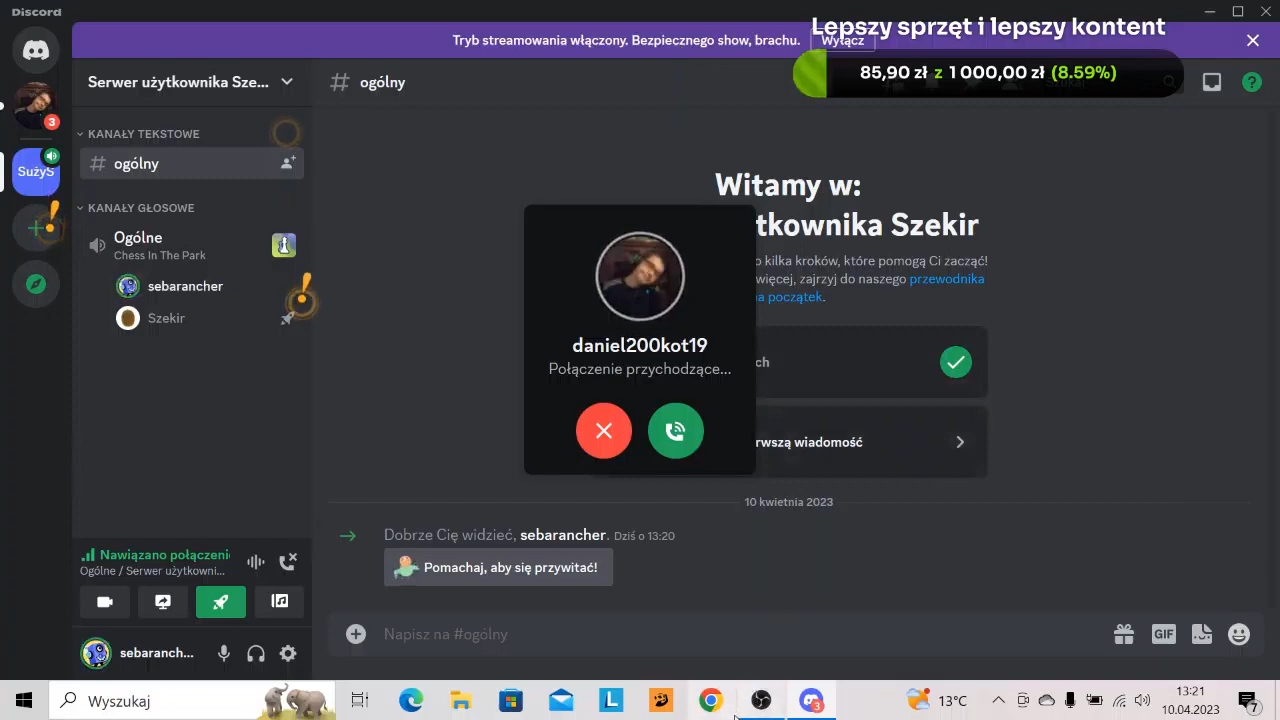 Discord
Tryb streamowania włączony. Bezpiecznego show, brachu.
Wyłącz
Lepszy sprzęt i lepszy kontent
85,90 zł z 1 000,00 zł (8.59%)
Serwer użytkownika Sze...
ogólny
3
KANAŁY TEKSTOWE
ogólny
SużyS
KANAŁY GŁOSOWE
Ogólne
Chess In The Park
sebarancher
Szekir
Witamy w:
tkownika Szekir
o kilka kroków, które pomogą Ci zacząć!
więcej, zajrzyj do naszego przewodnika
na początek.
daniel200kot19
Połączenie przychodzące...
ch
rwszą wiadomość
10 kwietnia 2023
Dobrze Cię widzieć, sebarancher. Dziś o 13:20
Pomachaj, aby się przywitać!
Nawiązano połączeni
Ogólne / Serwer użytkowni...
sebaranch...
Napisz na #ogólny
GIF
Wyszukaj
L
3
13°C
13:21
10.04.2023
7